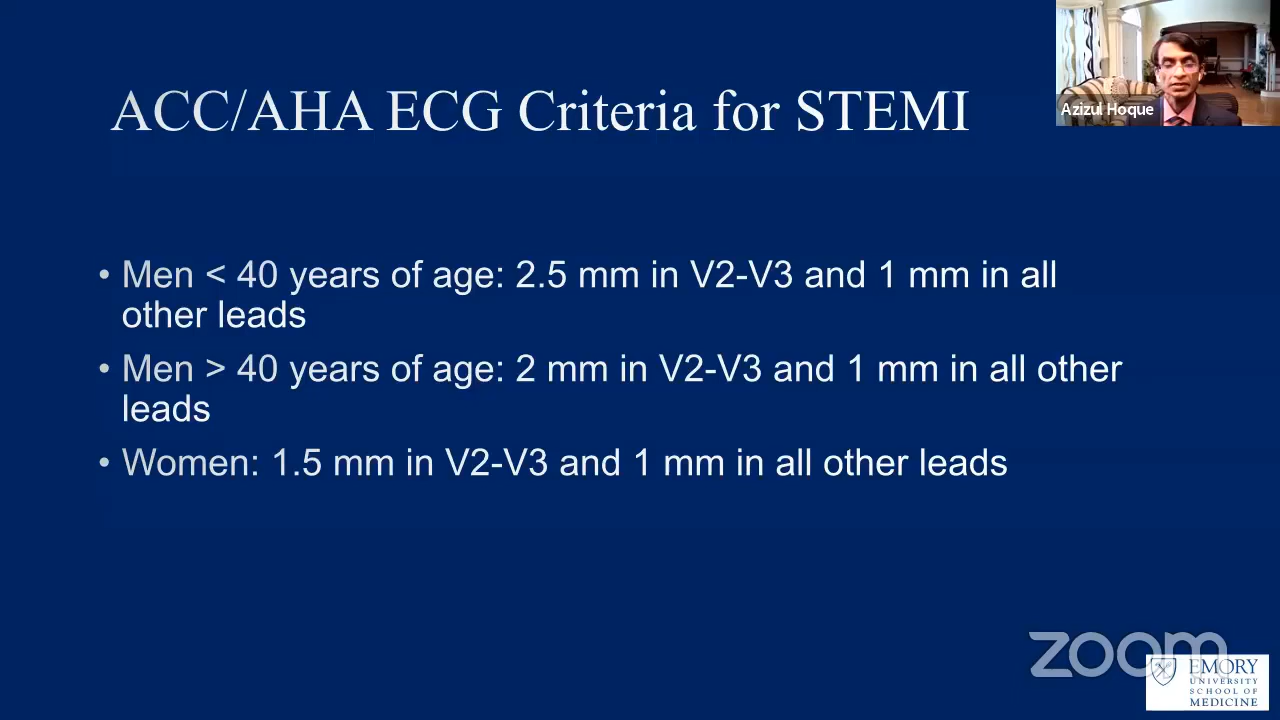 Azizul Hoque
ACC/AHA ECG Criteria for STEMI
• Men < 40 years of age: 2.5 mm in V2-V3 and 1 mm in all
other leads
• Men > 40 years of age: 2 mm in V2-V3 and 1 mm in all other
leads
• Women: 1.5 mm in V2-V3 and 1 mm in all other leads
zoom
EMORY
UNIVERSITY
SCHOOL OF
MEDICINE